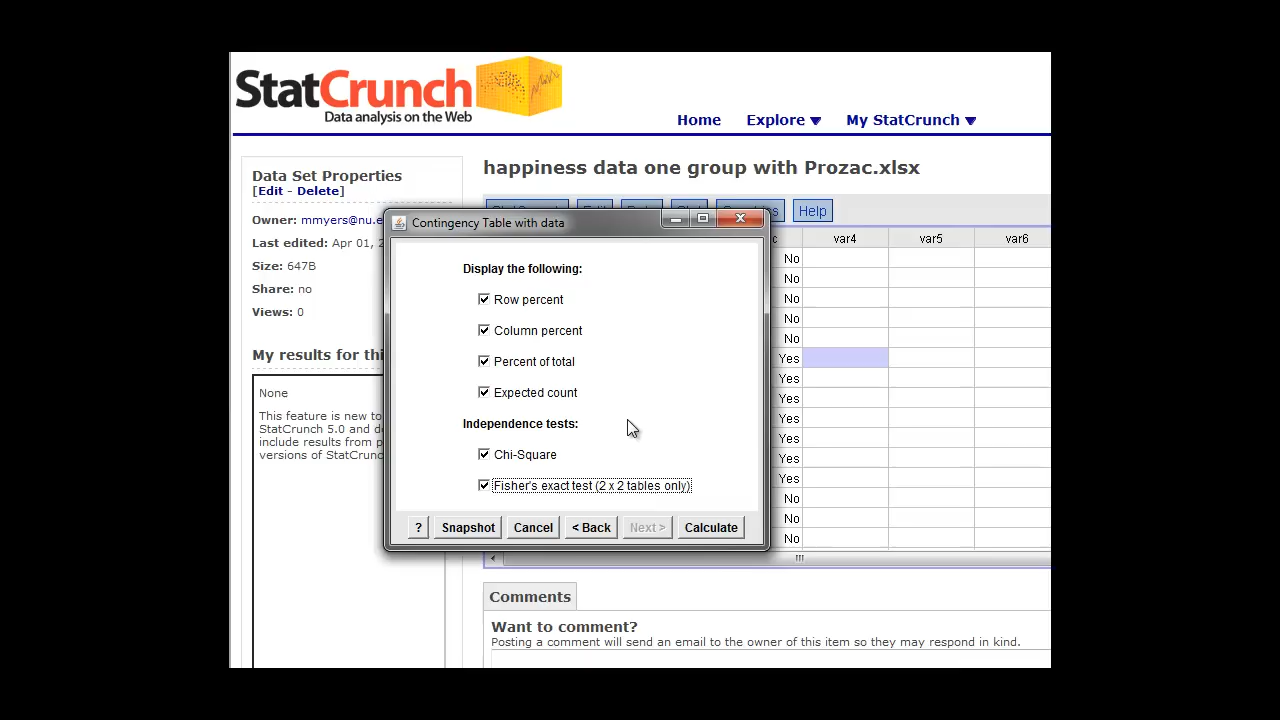 StatCrunch
Data analysis on the Web
Home Explore ▼ My StatCrunch ▼
Data Set Properties
[Edit - Delete]
Owner: mmyers@nu.e
Last edited: Apr 01, 2
Size: 647B
Share: no
Views: 0
My results for thi
None
This feature is new to
StatCrunch 5.0 and do
include results from p
versions of StatCrunc
happiness data one group with Prozac.xlsx
Help
var4 var5 var6
No
No
No
No
No
Yes
Yes
Yes
Yes
Yes
Yes
Yes
No
No
No
Contingency Table with data
Display the following:
Row percent
Column percent
Percent of total
Expected count
Independence tests:
Chi-Square
Fisher's exact test (2 x 2 tables only)
? Snapshot Cancel < Back Next > Calculate
Comments
Want to comment?
Posting a comment will send an email to the owner of this item so they may respond in kind.